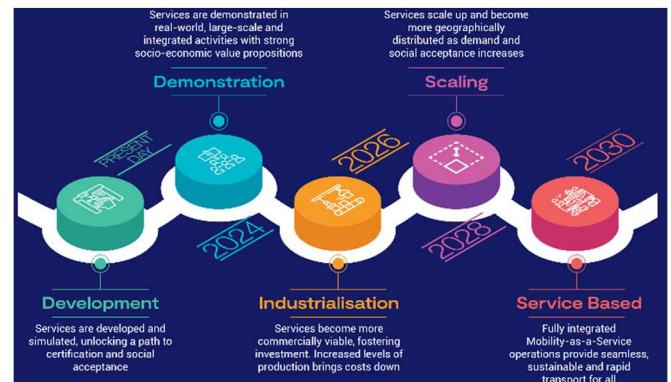 Services are demonstrated in
real-world, large-scale and
integrated activities with strong
socio-economic value propositions
Demonstration
Services scale up and become
more geographically
distributed as demand and
social acceptance increases
Scaling
PRESENT
DAY
2024
2026
2028
2030
Development
Services are developed and
simulated, unlocking a path to
certification and social
acceptance
Industrialisation
Services become more
commercially viable, fostering
investment. Increased levels of
production brings costs down
Service Based
Fully integrated
Mobility-as-a-Service
operations provide seamless,
sustainable and rapid
transport for all